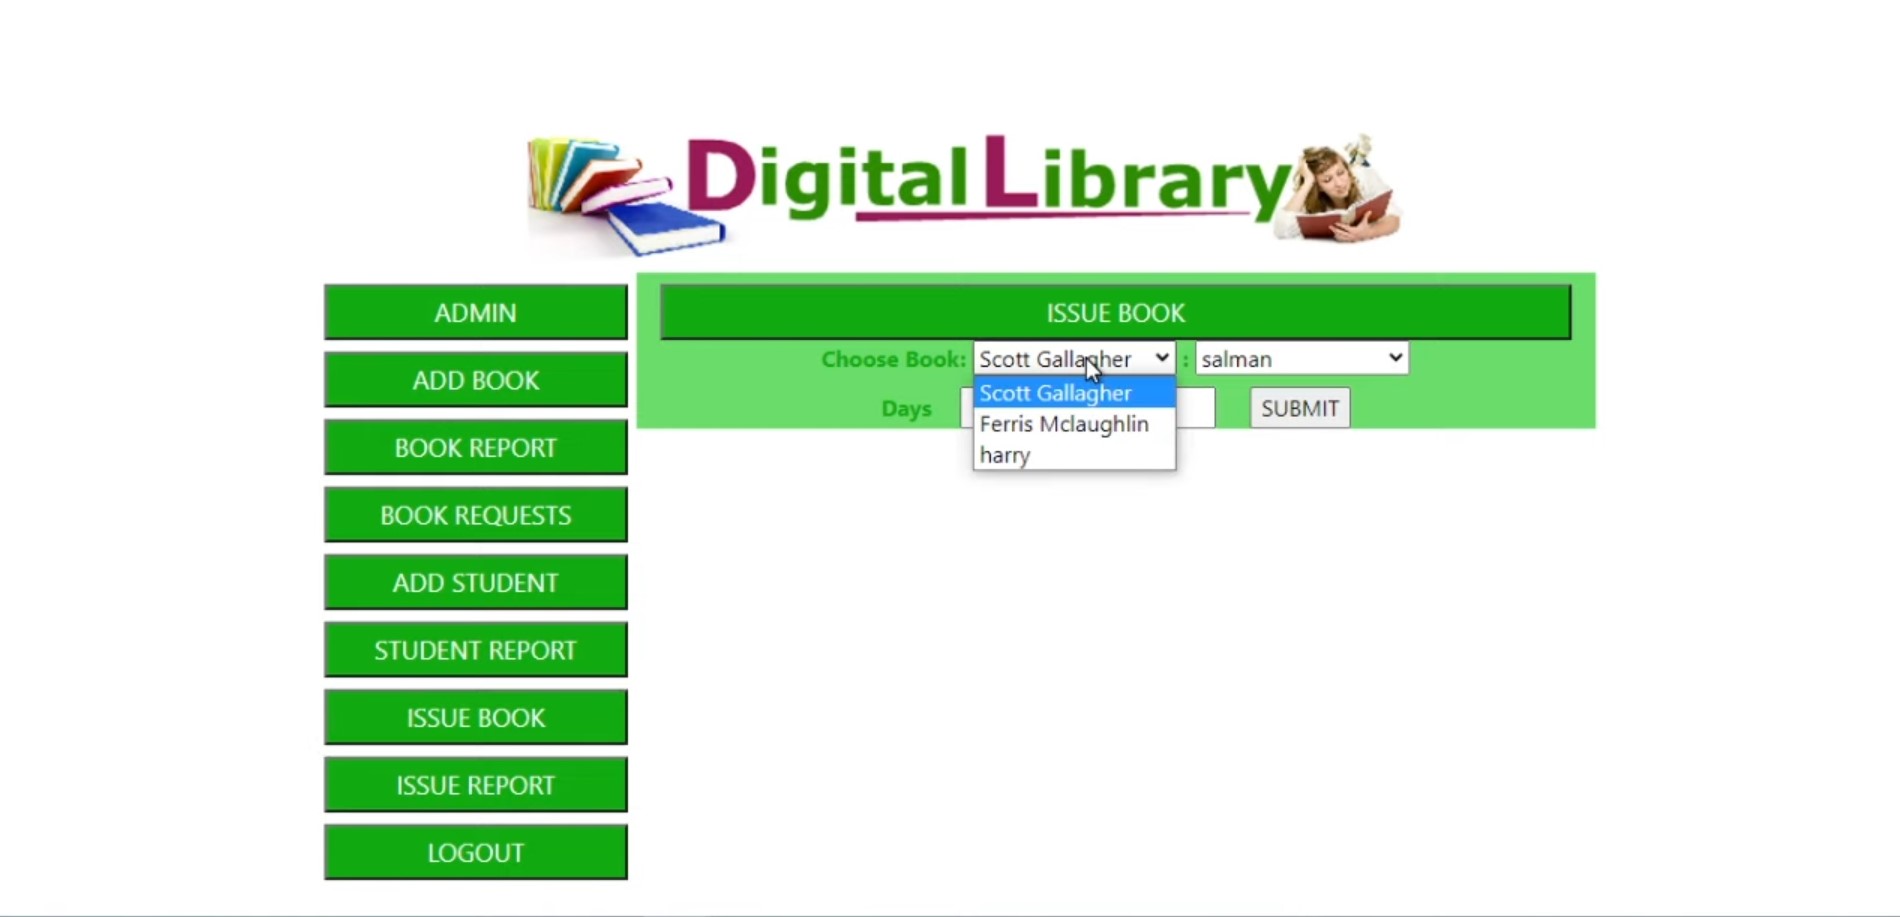 Digital Library
ADMIN
ADD BOOK
BOOK REPORT
BOOK REQUESTS
ADD STUDENT
STUDENT REPORT
ISSUE BOOK
ISSUE REPORT
LOGOUT
ISSUE BOOK
Choose Book: Scott Gallagher : salman
Scott Gallagher
Ferris Mclaughlin
harry
Days SUBMIT